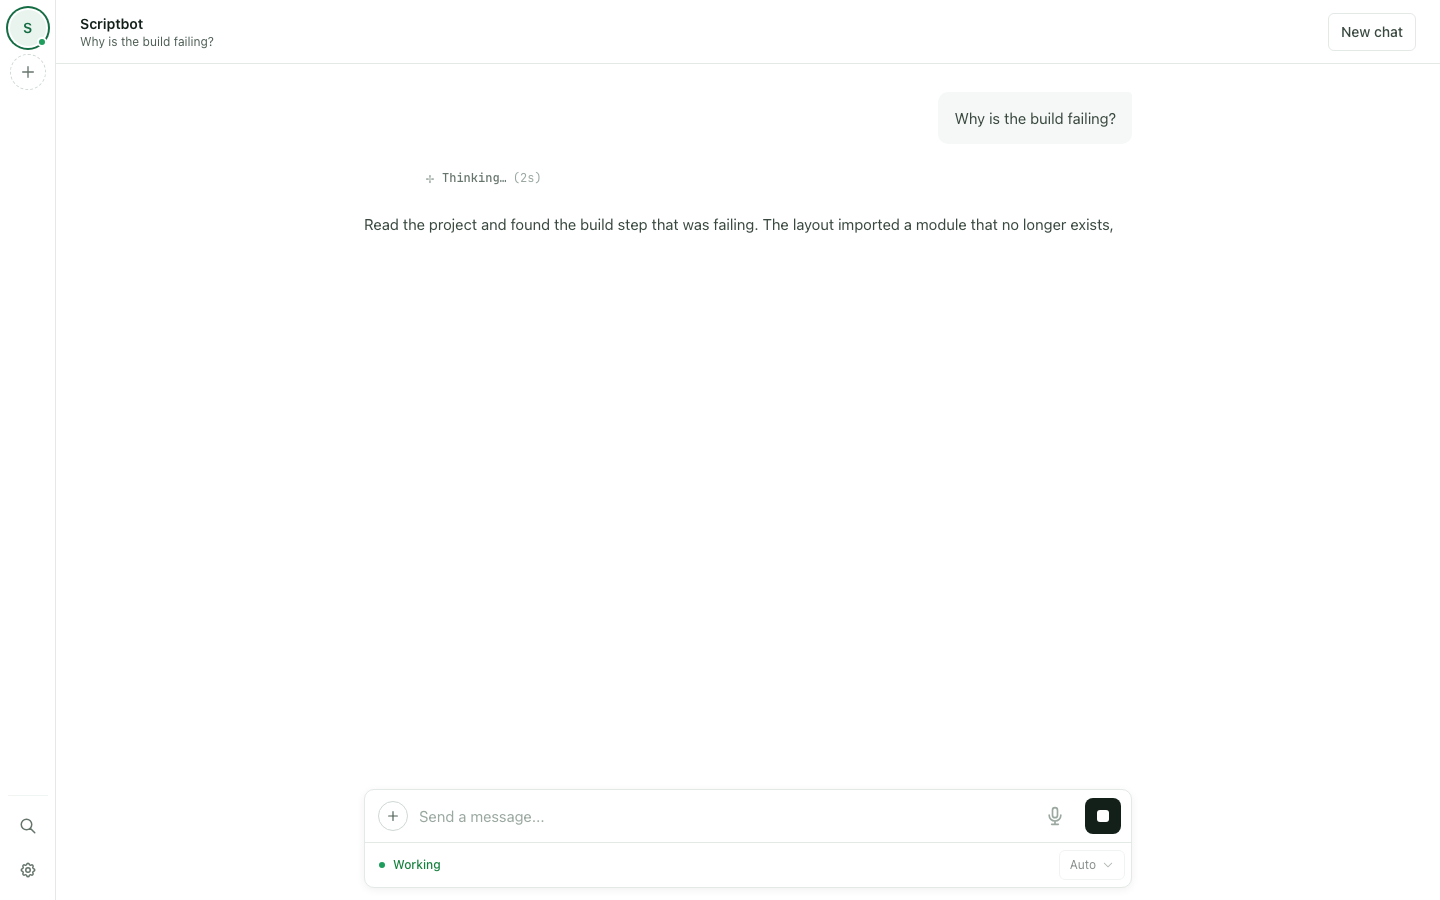 S
Scriptbot
Why is the build failing?
New chat
Why is the build failing?
Thinking… (2s)
Read the project and found the build step that was failing. The layout imported a module that no longer exists,
Send a message...
Working
Auto